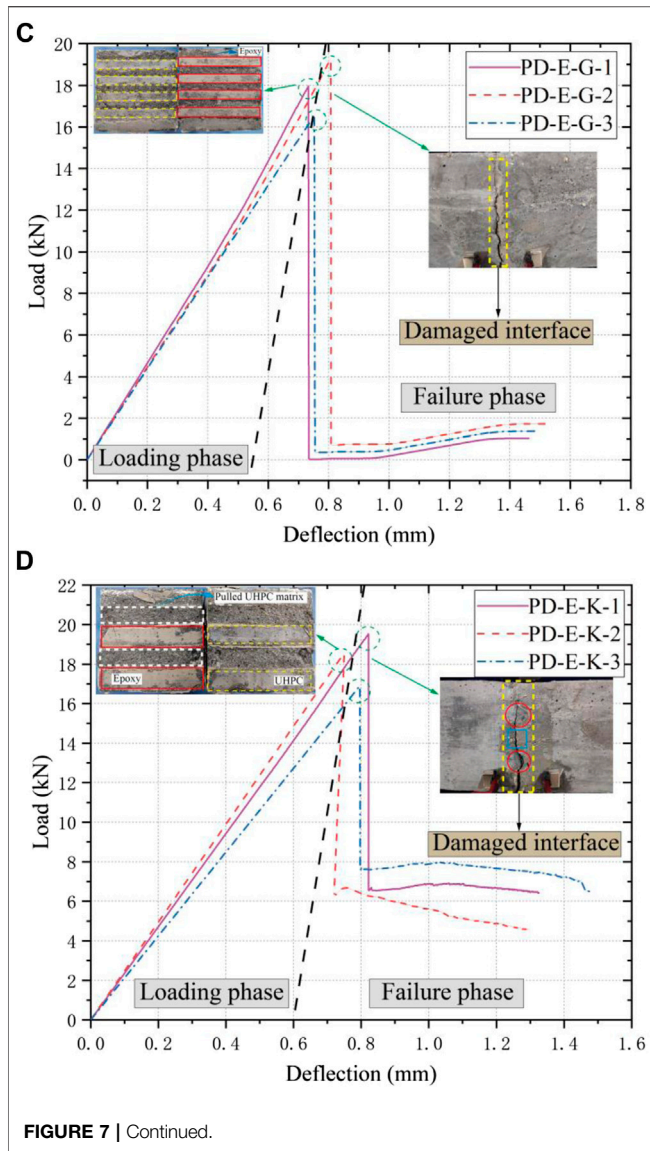 C
20
18
16
14
12
10
8
6
4
2
0
Load (kN)
Epoxy
PD-E-G-1
PD-E-G-2
PD-E-G-3
Damaged interface
Failure phase
Loading phase
0.0 0.2 0.4 0.6 0.8 1.0 1.2 1.4 1.6 1.8
Deflection (mm)
D
22
20
18
16
14
12
10
8
6
4
2
0
Load (kN)
Pulled UHPC matrix
Epoxy
UHPC
PD-E-K-1
PD-E-K-2
PD-E-K-3
Damaged interface
Loading phase
Failure phase
0.0 0.2 0.4 0.6 0.8 1.0 1.2 1.4 1.6
Deflection (mm)
FIGURE 7 | Continued.